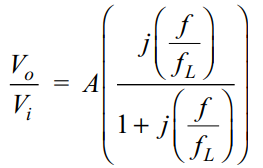 V_o / V_i = A( j( f / f_L ) / ( 1 + j( f / f_L ) ) )